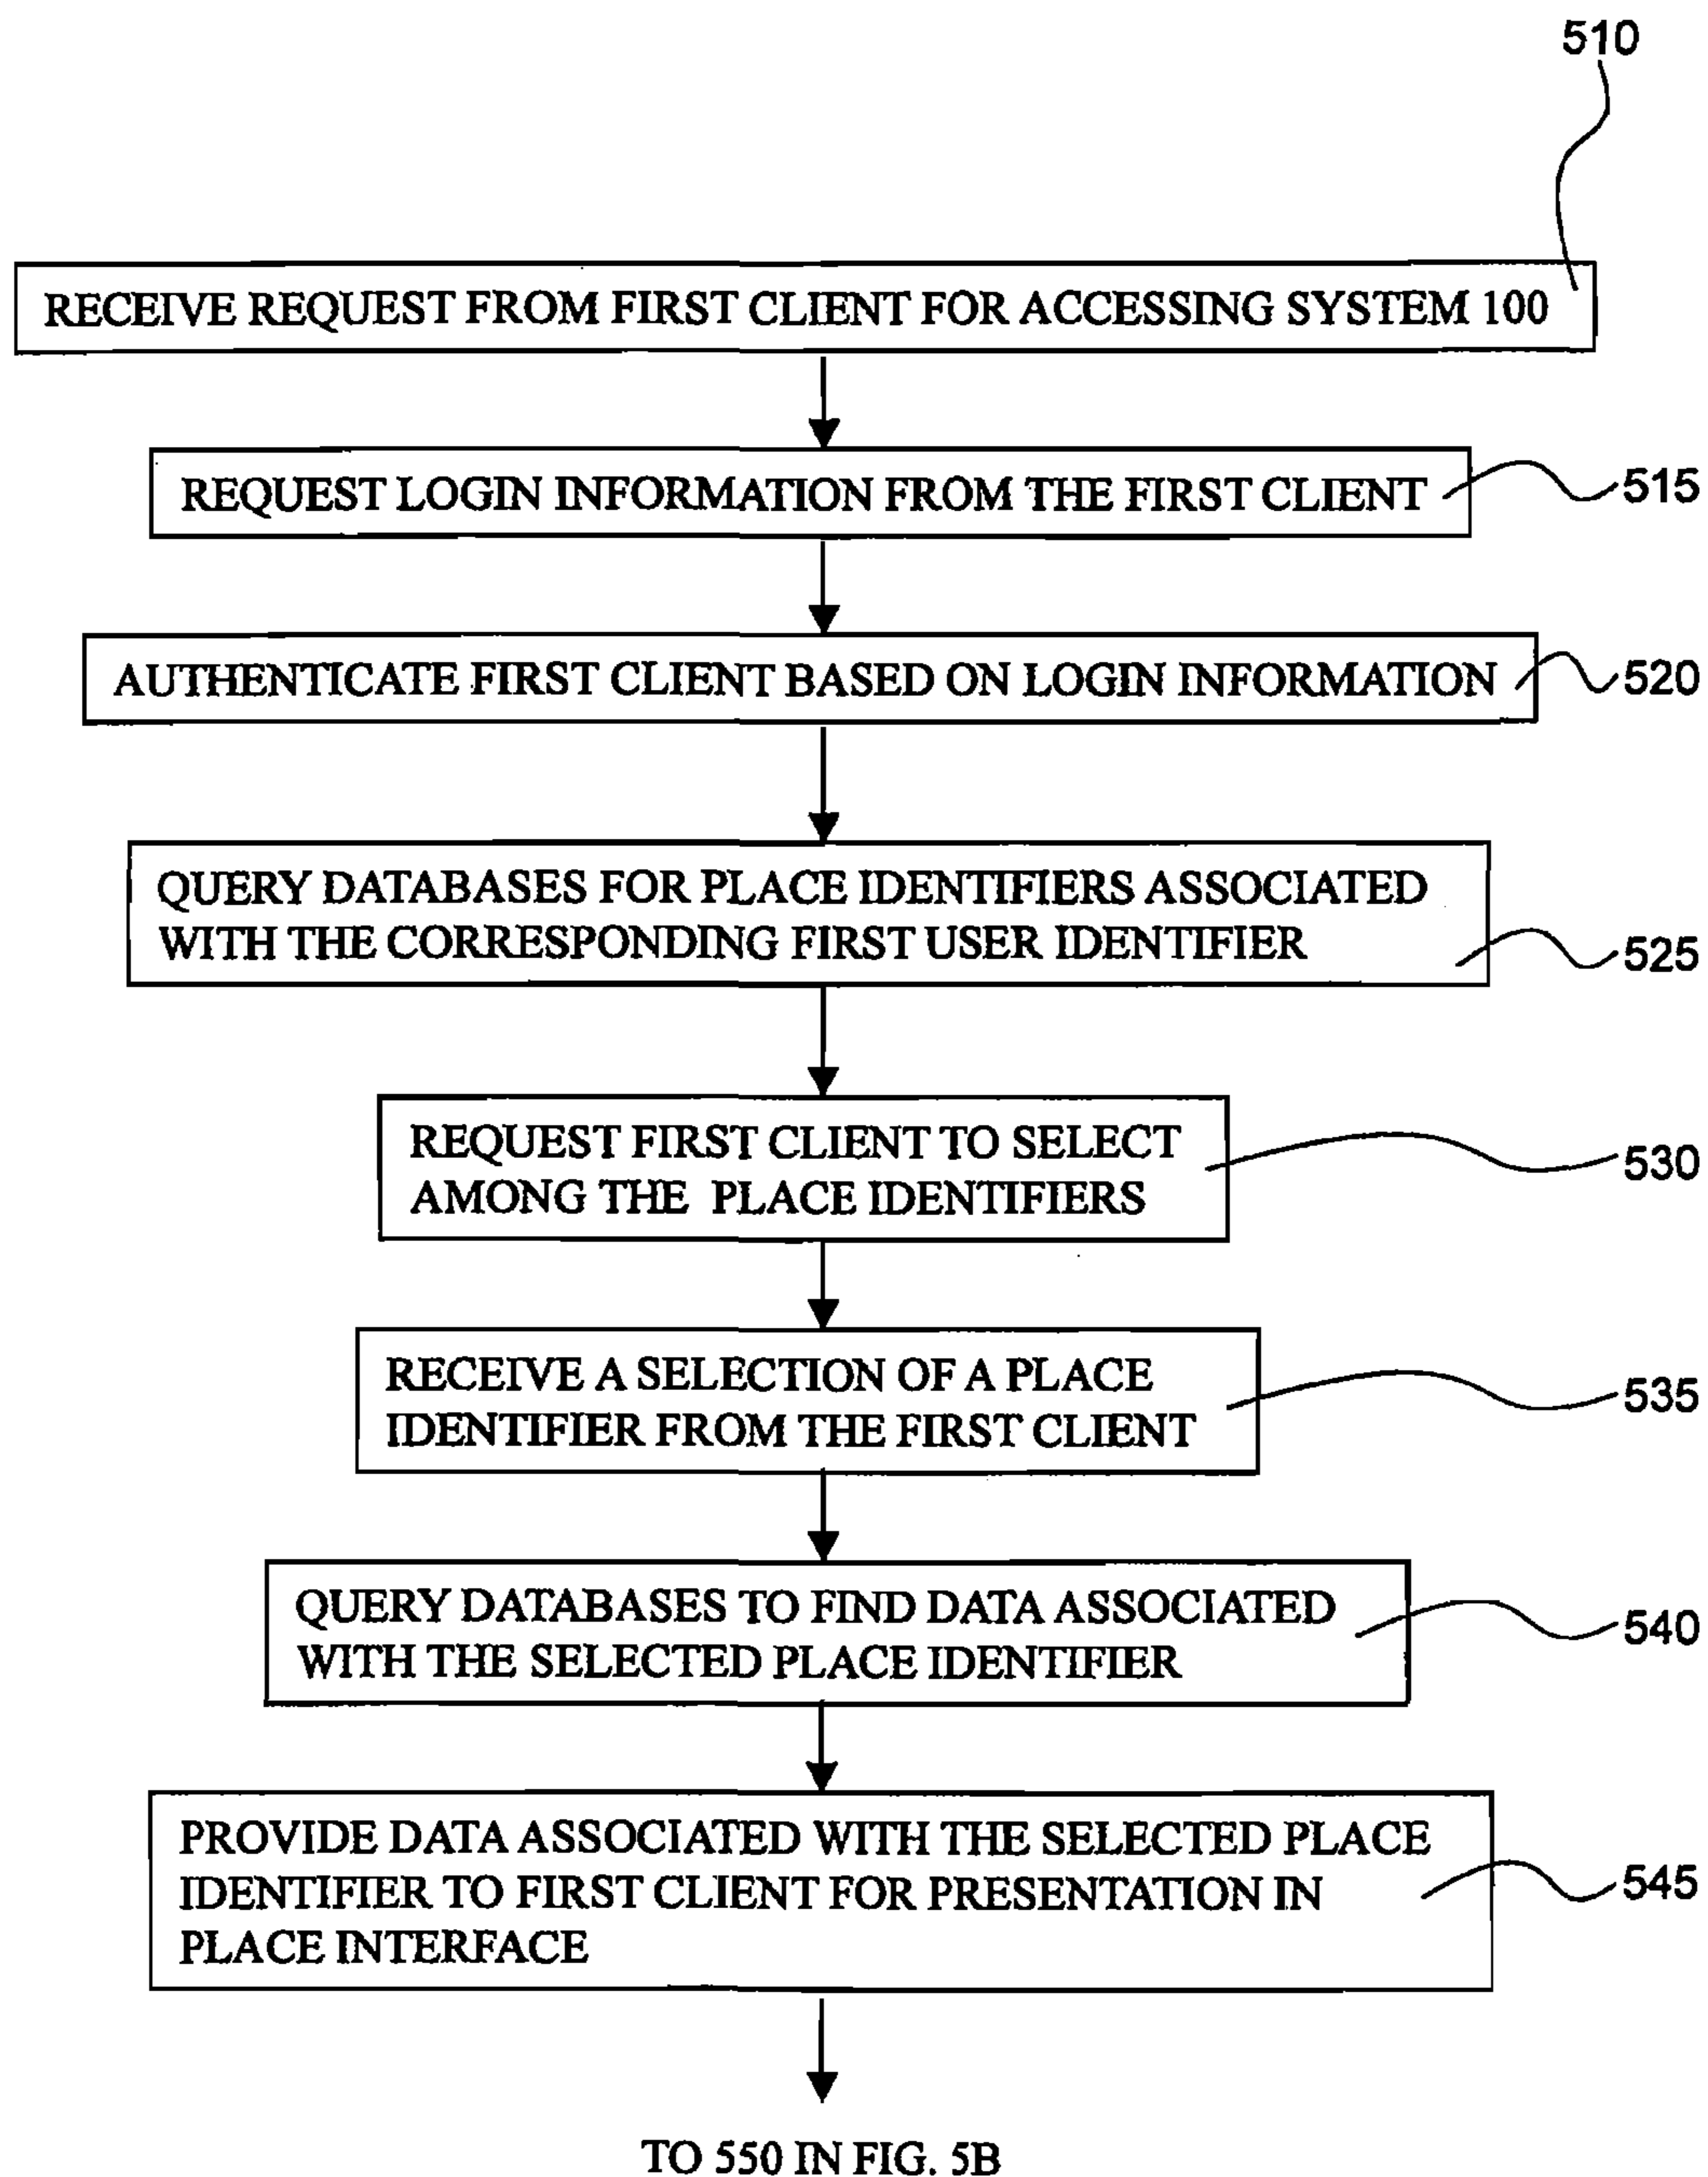 510
RECEIVE REQUEST FROM FIRST CLIENT FOR ACCESSING SYSTEM 100
REQUEST LOGIN INFORMATION FROM THE FIRST CLIENT
515
AUTHENTICATE FIRST CLIENT BASED ON LOGIN INFORMATION
520
QUERY DATABASES FOR PLACE IDENTIFIERS ASSOCIATED
WITH THE CORRESPONDING FIRST USER IDENTIFIER
525
REQUEST FIRST CLIENT TO SELECT
AMONG THE PLACE IDENTIFIERS
530
RECEIVE A SELECTION OF A PLACE
IDENTIFIER FROM THE FIRST CLIENT
535
QUERY DATABASES TO FIND DATA ASSOCIATED
WITH THE SELECTED PLACE IDENTIFIER
540
PROVIDE DATA ASSOCIATED WITH THE SELECTED PLACE
IDENTIFIER TO FIRST CLIENT FOR PRESENTATION IN
PLACE INTERFACE
545
TO 550 IN FIG. 5B